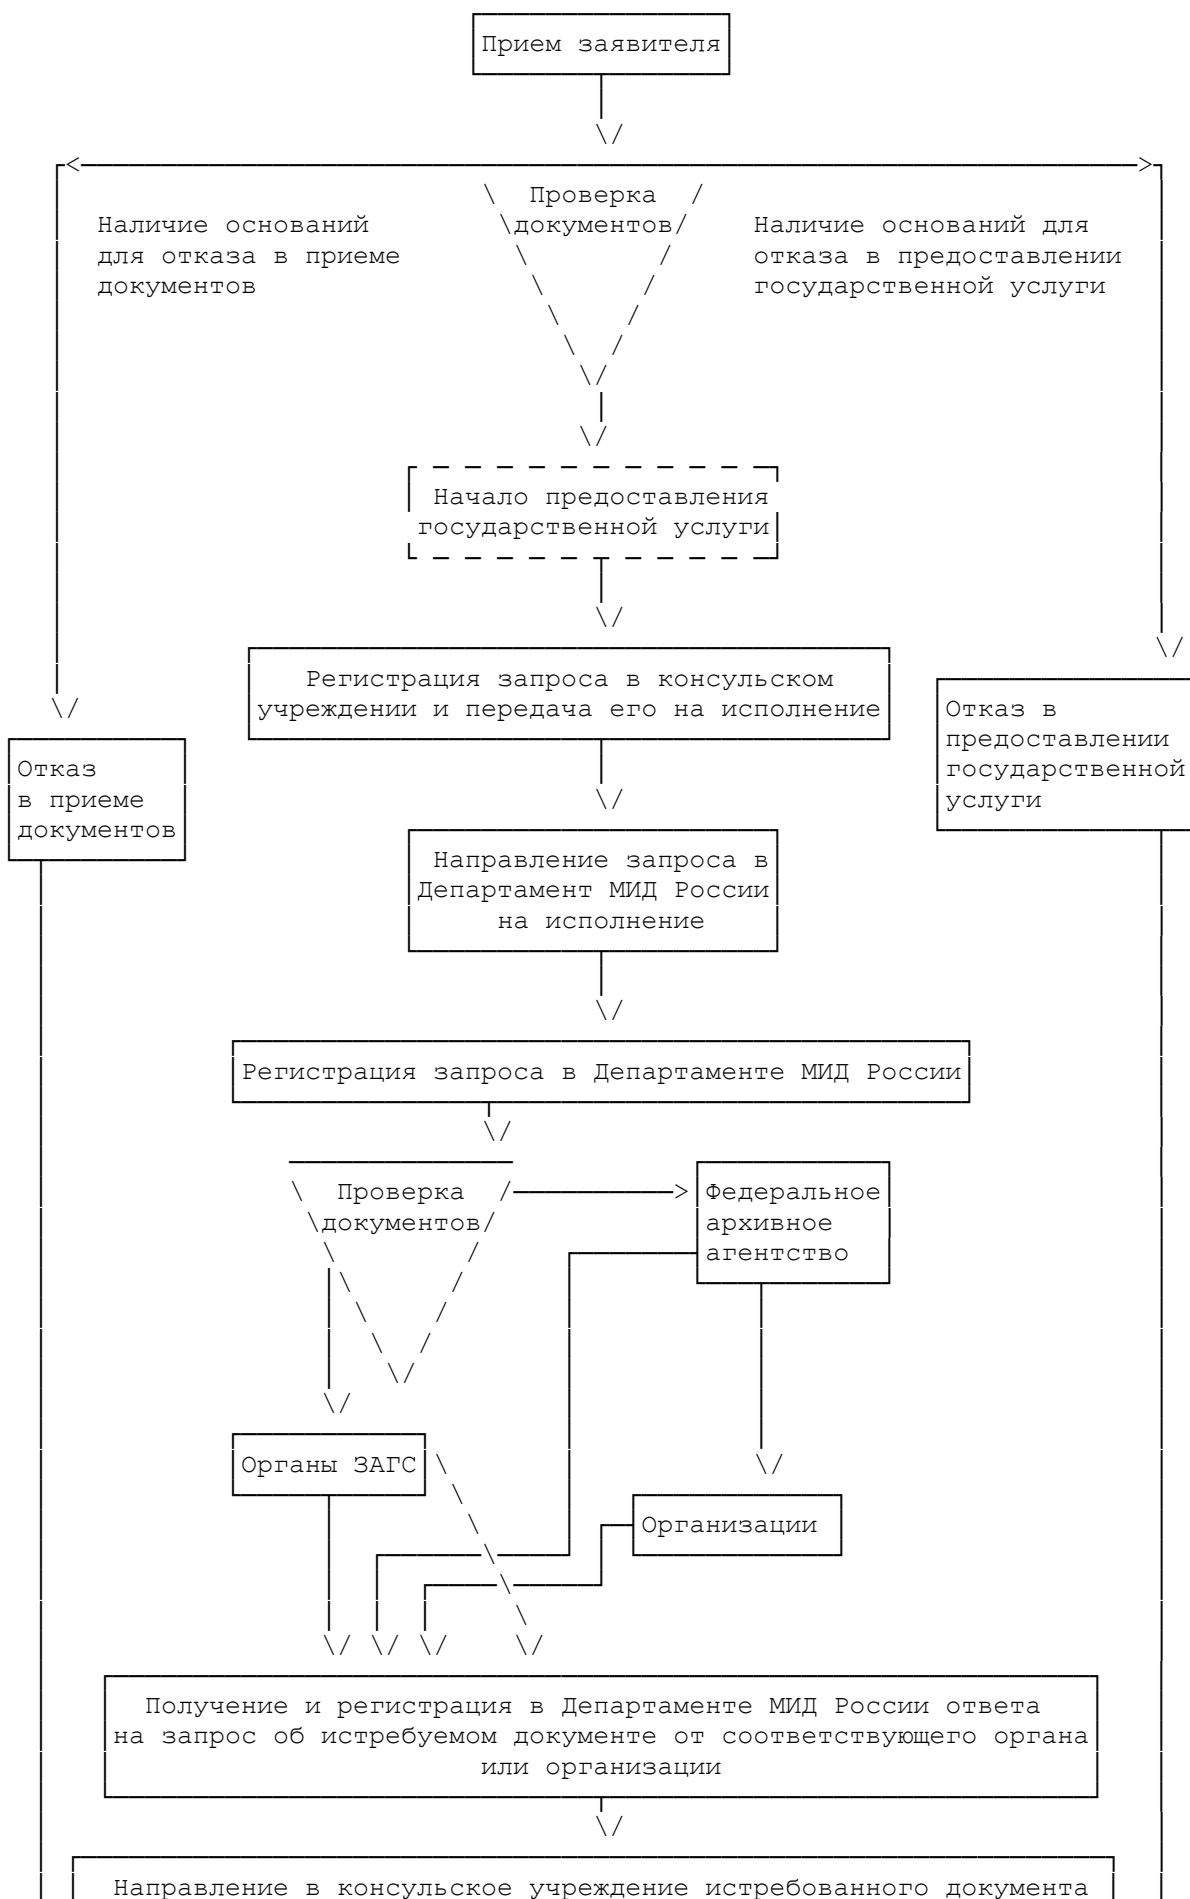 Прием заявителя
Проверка
документов
Наличие оснований
для отказа в приеме
документов
Наличие оснований для
отказа в предоставлении
государственной услуги
Начало предоставления
государственной услуги
Регистрация запроса в консульском
учреждении и передача его на исполнение
Отказ в
предоставлении
государственной
услуги
Отказ
в приеме
документов
Направление запроса в
Департамент МИД России
на исполнение
Регистрация запроса в Департаменте МИД России
Проверка
документов
Федеральное
архивное
агентство
Органы ЗАГС
Организации
Получение и регистрация в Департаменте МИД России ответа
на запрос об истребуемом документе от соответствующего органа
или организации
Направление в консульское учреждение истребованного документа